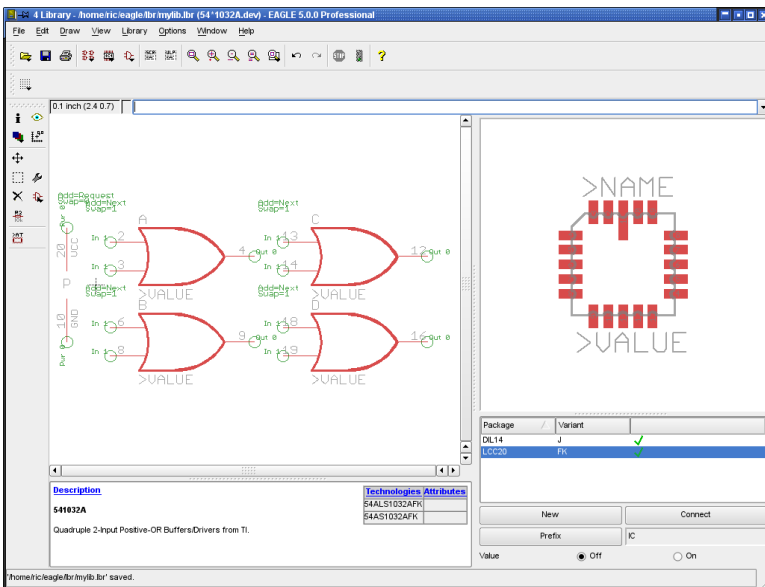 4 Library - /home/ric/eagle/lbr/mylib.lbr (54*1032A.dev) - EAGLE 5.0.0 Professional
File Edit Draw View Library Options Window Help
0.1 inch (2.4 0.7)
Add=Request
Swap=0
Add=Next
Swap=1
Add=Next
Swap=1
Pwr 0
20
VCC
P
10
GND
Pwr 0
A
In 1 2
In 1 3
4 Out 0
>VALUE
C
In 1 13
In 1 14
12 Out 0
>VALUE
Add=Next
Swap=1
Add=Next
Swap=1
B
In 1 6
In 1 8
9 Out 0
>VALUE
D
In 1 18
In 1 19
16 Out 0
>VALUE
>NAME
>VALUE
Package / Variant
DIL14 J
LCC20 FK
Description
541032A
Quadruple 2-Input Positive-OR Buffers/Drivers from TI.
Technologies Attributes
54ALS1032AFK
54AS1032AFK
New Connect
Prefix IC
Value Off On
'/home/ric/eagle/lbr/mylib.lbr' saved.